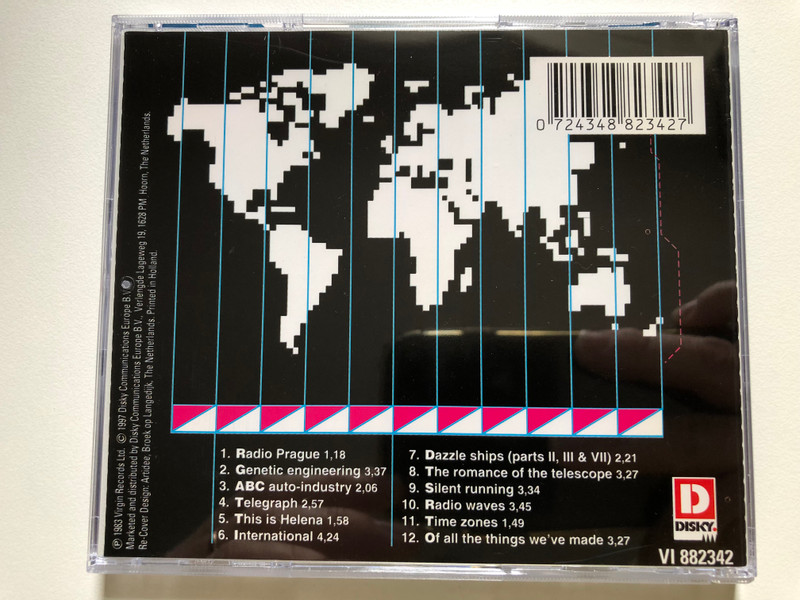 0 724348 823427
℗ 1983 Virgin Records Ltd. © 1997 Disky Communications Europe B.V.
Marketed and distributed by Disky Communications Europe B.V., Verlengde Lageweg 19, 1628 PM Hoorn, The Netherlands.
Re-Cover Design: Artidee, Broek op Langedijk, The Netherlands. Printed in Holland.
1. Radio Prague 1,18
2. Genetic engineering 3,37
3. ABC auto-industry 2,06
4. Telegraph 2,57
5. This is Helena 1,58
6. International 4,24
7. Dazzle ships (parts II, III & VII) 2,21
8. The romance of the telescope 3,27
9. Silent running 3,34
10. Radio waves 3,45
11. Time zones 1,49
12. Of all the things we've made 3,27
D
DISKY
VI 882342